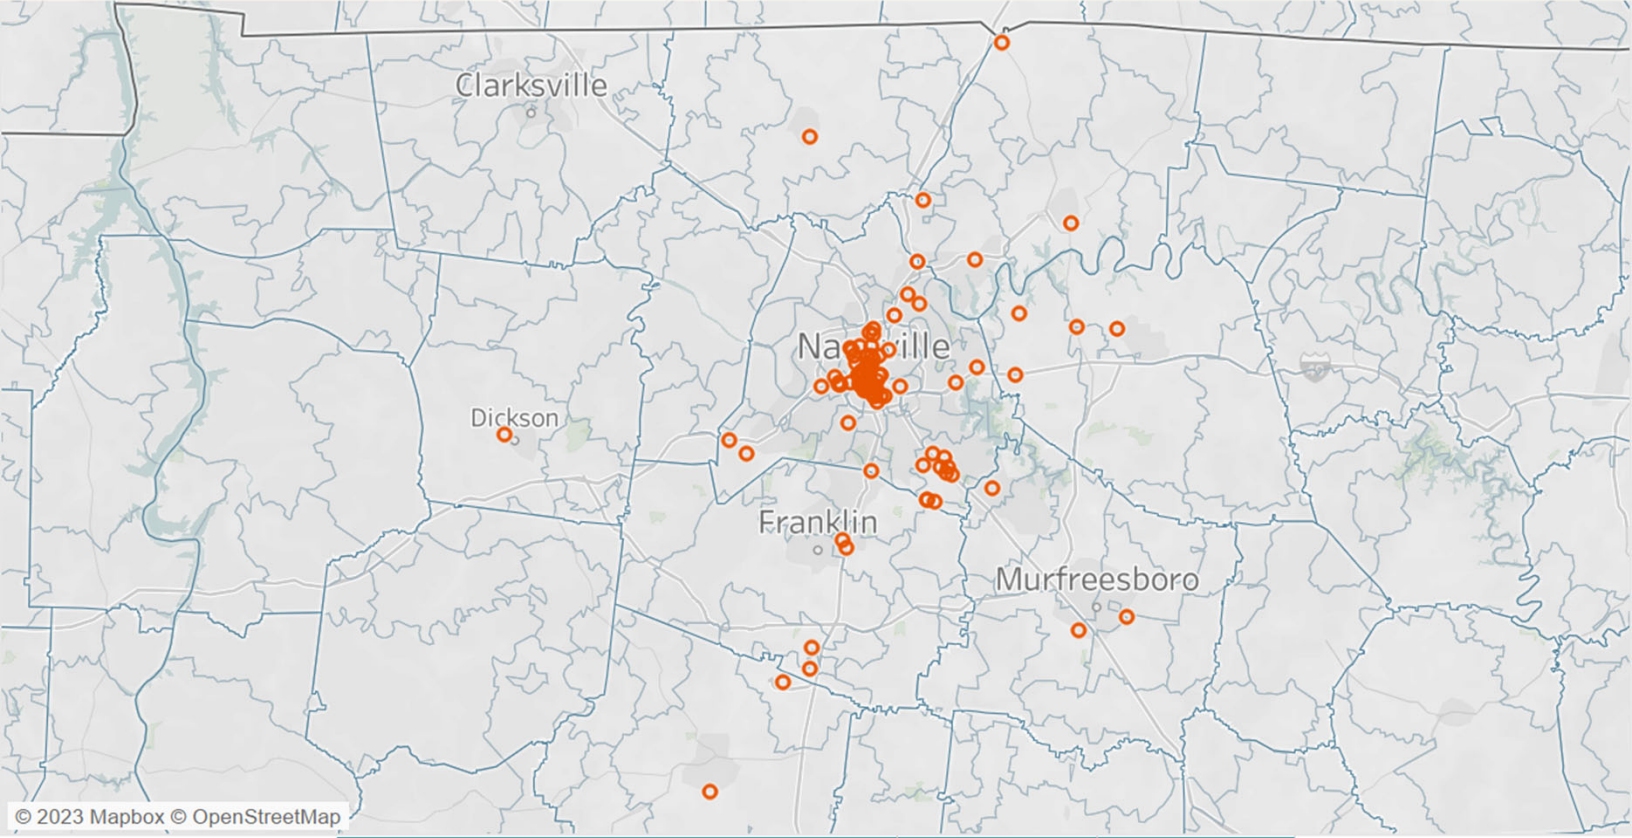 Clarksville
Nashville
Dickson
Franklin
Murfreesboro
© 2023 Mapbox © OpenStreetMap